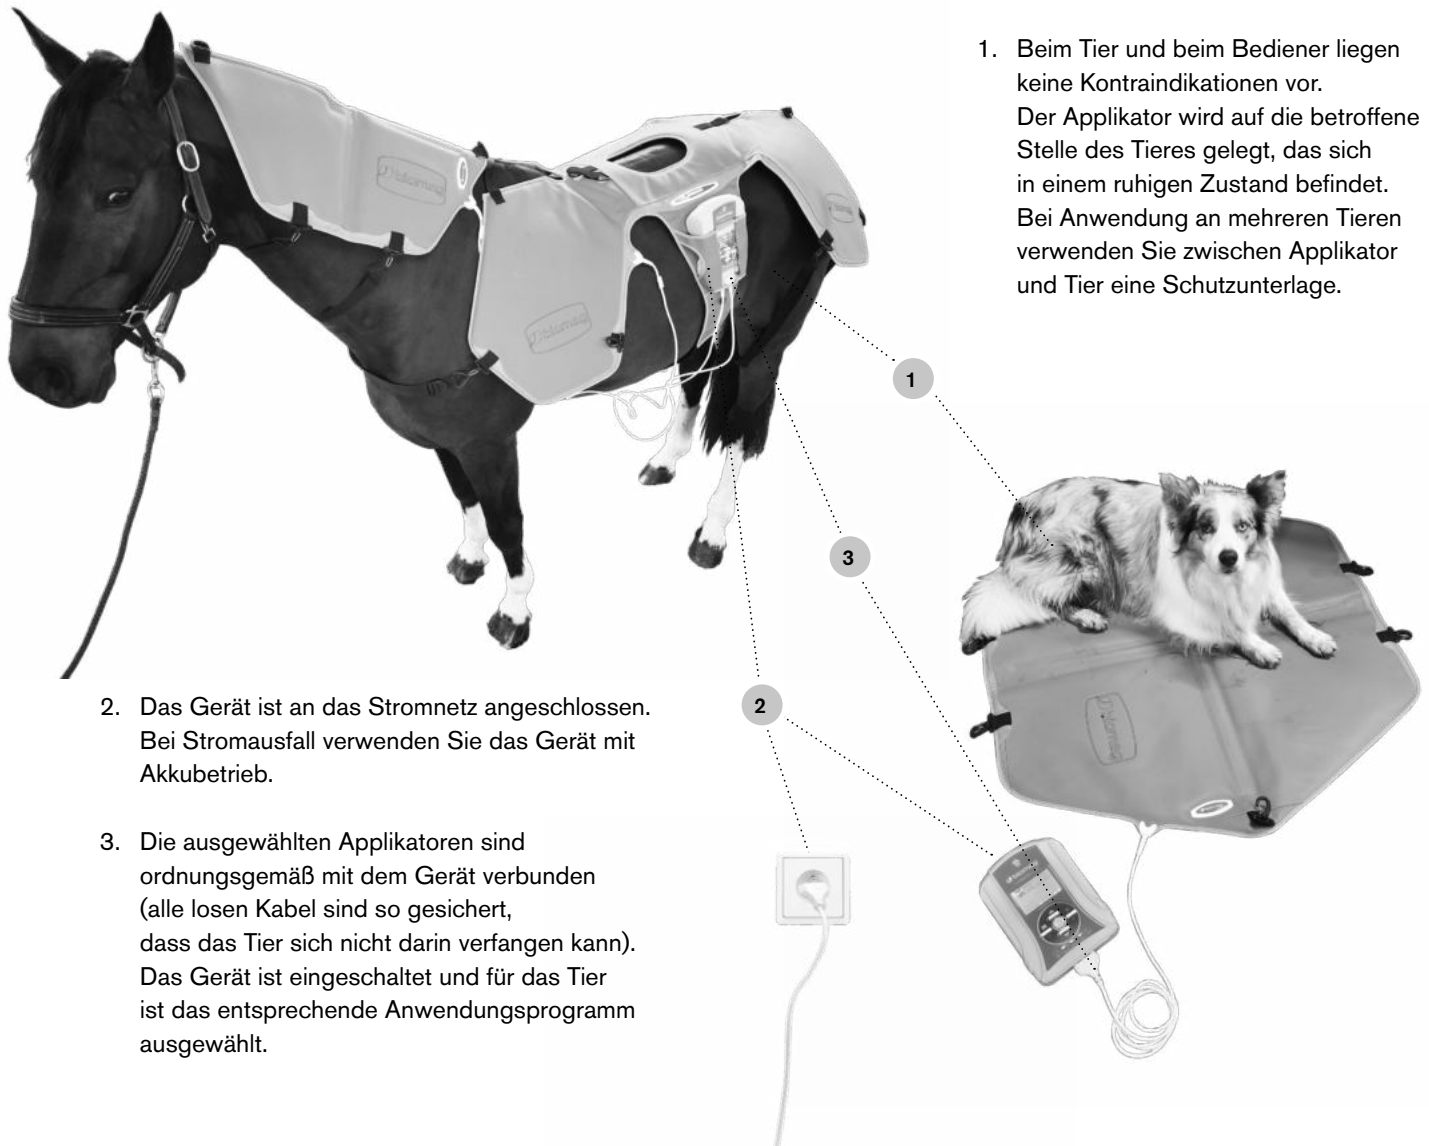 1. Beim Tier und beim Bediener liegen
keine Kontraindikationen vor.
Der Applikator wird auf die betroffene
Stelle des Tieres gelegt, das sich
in einem ruhigen Zustand befindet.
Bei Anwendung an mehreren Tieren
verwenden Sie zwischen Applikator
und Tier eine Schutzunterlage.
1
3
2
2. Das Gerät ist an das Stromnetz angeschlossen.
Bei Stromausfall verwenden Sie das Gerät mit
Akkubetrieb.
3. Die ausgewählten Applikatoren sind
ordnungsgemäß mit dem Gerät verbunden
(alle losen Kabel sind so gesichert,
dass das Tier sich nicht darin verfangen kann).
Das Gerät ist eingeschaltet und für das Tier
ist das entsprechende Anwendungsprogramm
ausgewählt.